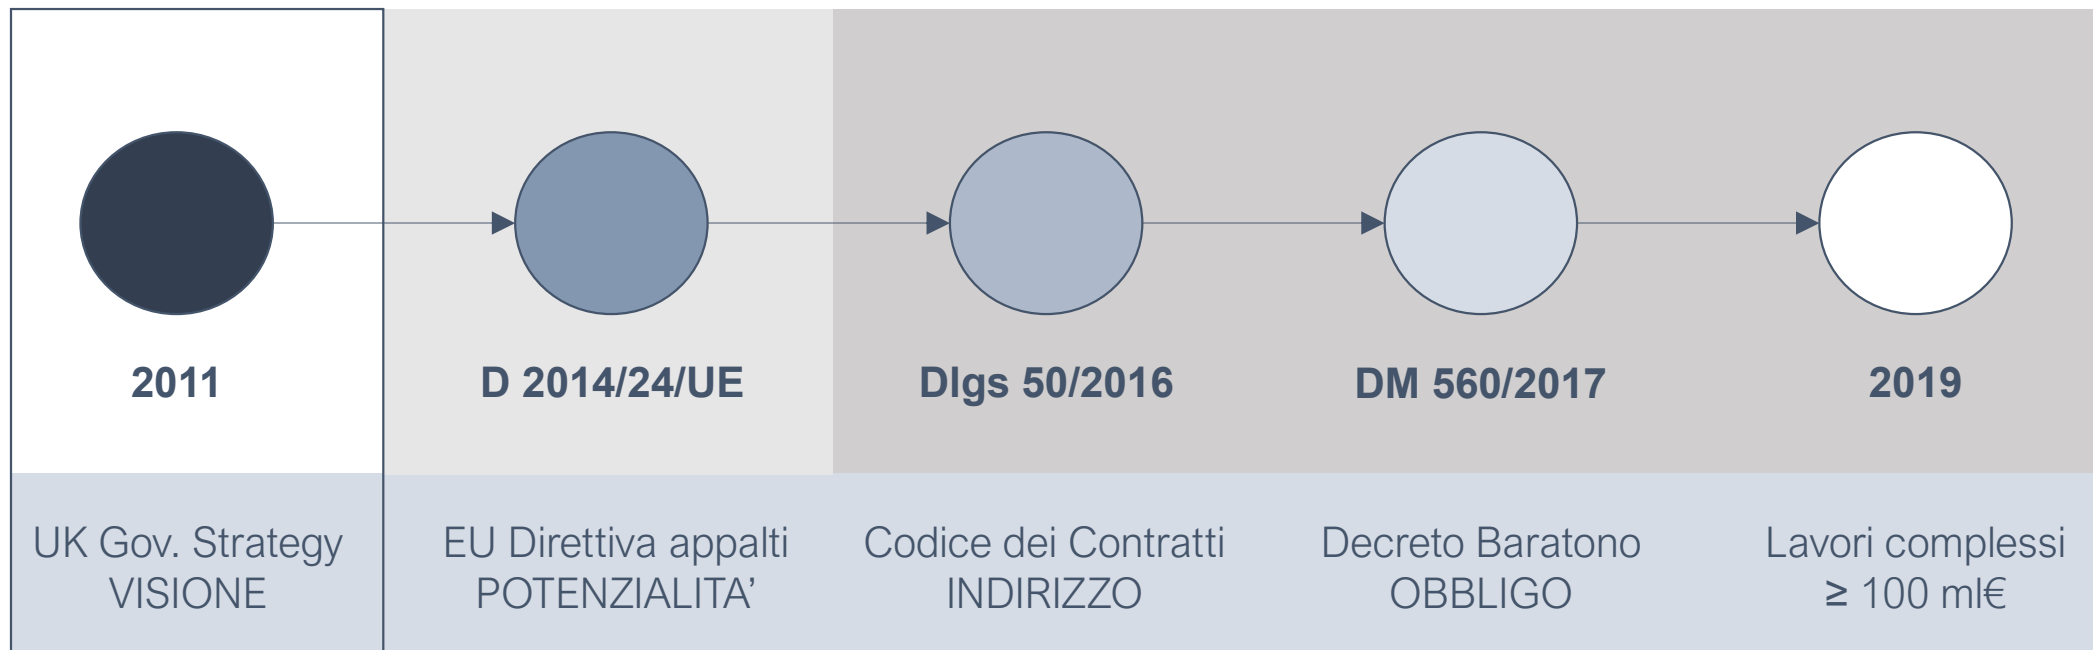 2011
D 2014/24/UE
Dlgs 50/2016
DM 560/2017
2019
UK Gov. Strategy
VISIONE
EU Direttiva appalti
POTENZIALITA’
Codice dei Contratti
INDIRIZZO
Decreto Baratono
OBBLIGO
Lavori complessi
≥ 100 ml€